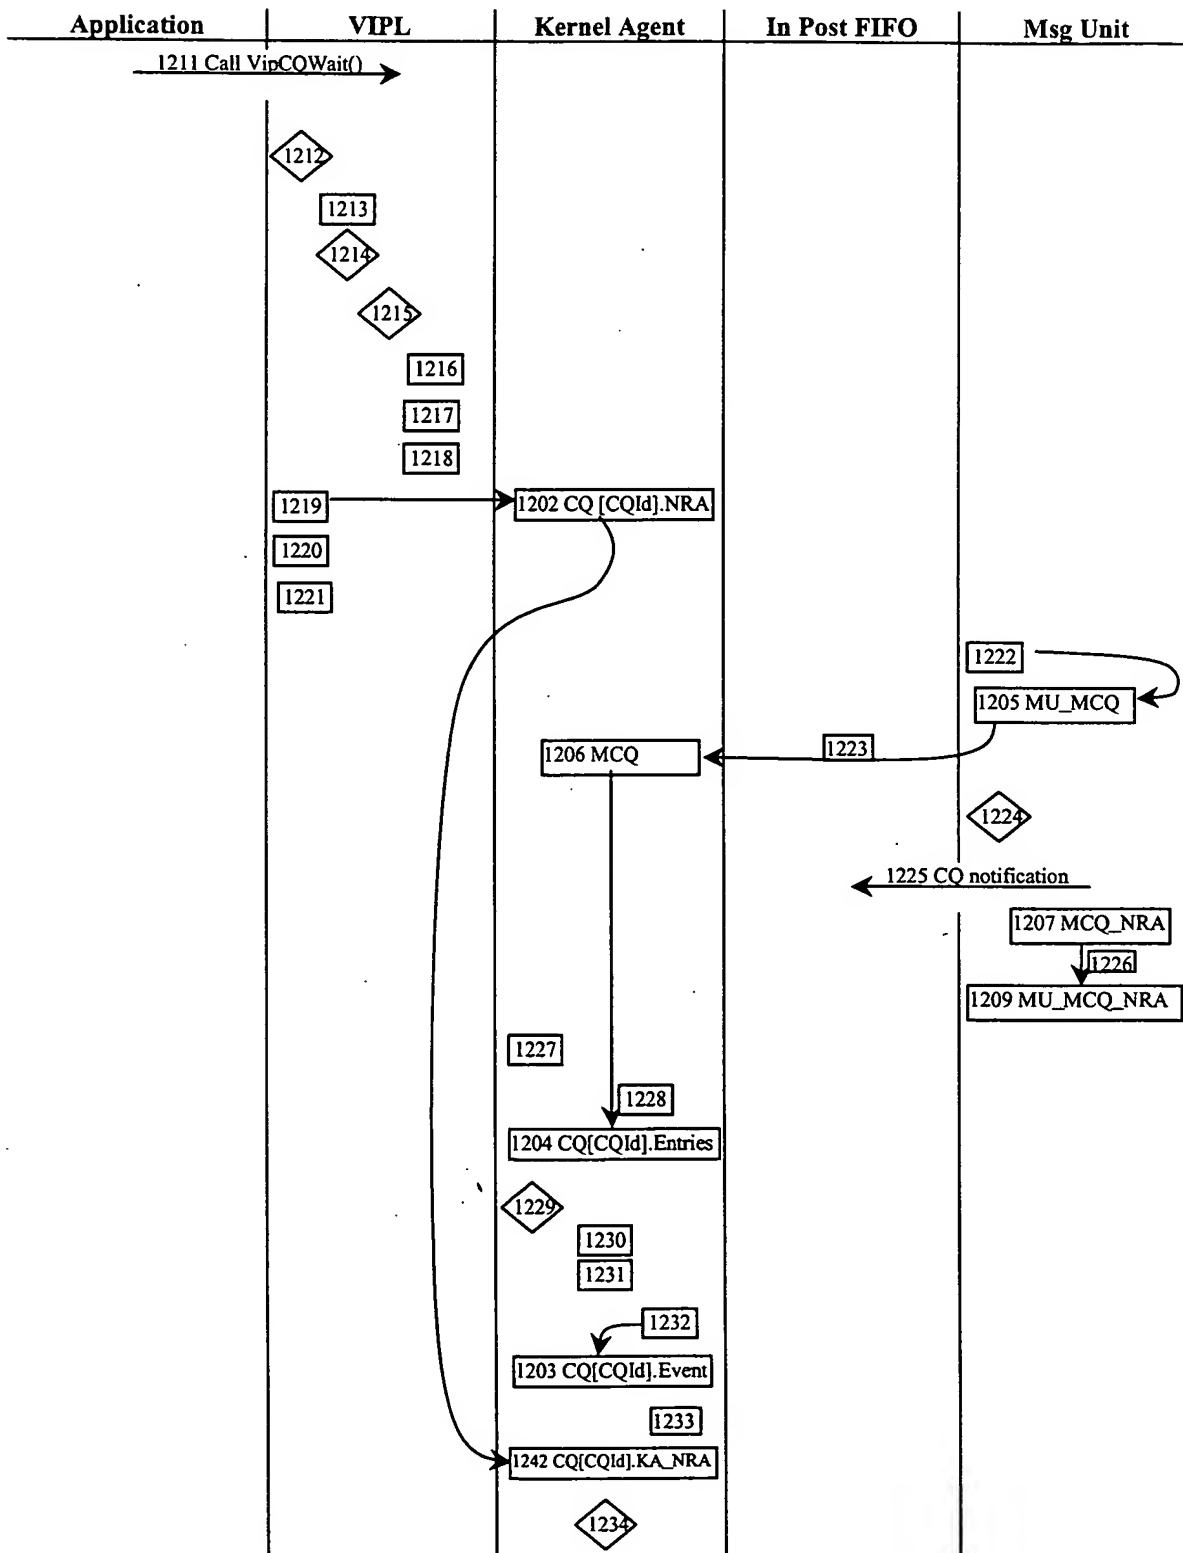 Application VIPL Kernel Agent In Post FIFO Msg Unit
1211 Call VipCQWait()
1212
1213
1214
1215
1216
1217
1218
1219 1202 CQ [CQId].NRA
1220
1221
1222
1205 MU_MCQ
1206 MCQ 1223
1224
1225 CQ notification
1207 MCQ_NRA
1226
1209 MU_MCQ_NRA
1227
1228
1204 CQ[CQId].Entries
1229
1230
1231
1232
1203 CQ[CQId].Event
1233
1242 CQ[CQId].KA_NRA
1234